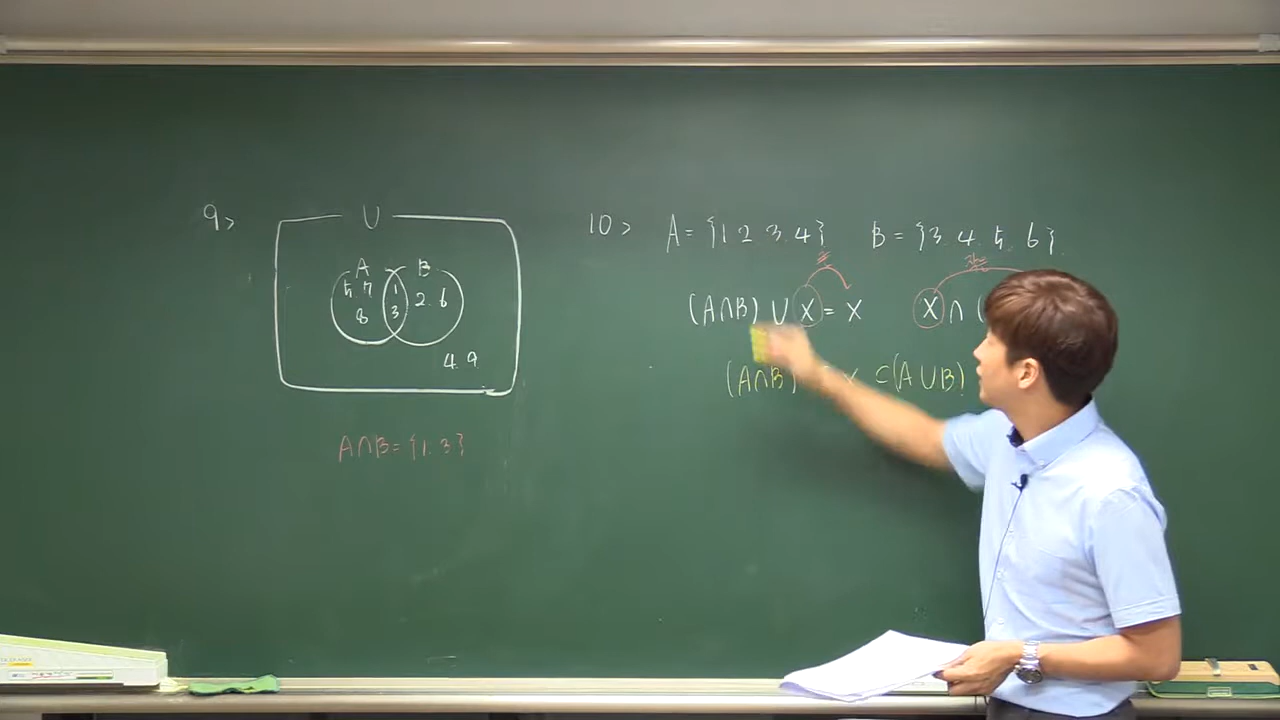 9>
U
A B
5 7 1 2 6
8 3
4 9
A∩B = {1. 3}
10> A = {1 2 3. 4} B = {3. 4. 5. 6}
(A∩B) ∪ X = X X ∩ (
(A∩B) X ⊂ (A∪B)